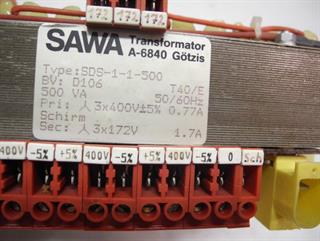 172 172 172
SAWA Transformator
A-6840 Götzis
Type: SDS-1-1-500
BV: D106 T40/E
500 VA 50/60Hz
Pri: 人 3x400V±5% 0.77A
Schirm
Sec: 人 3x172V 1.7A
400V -5% +5% 400V -5% +5% 400V -5% 0 Sch